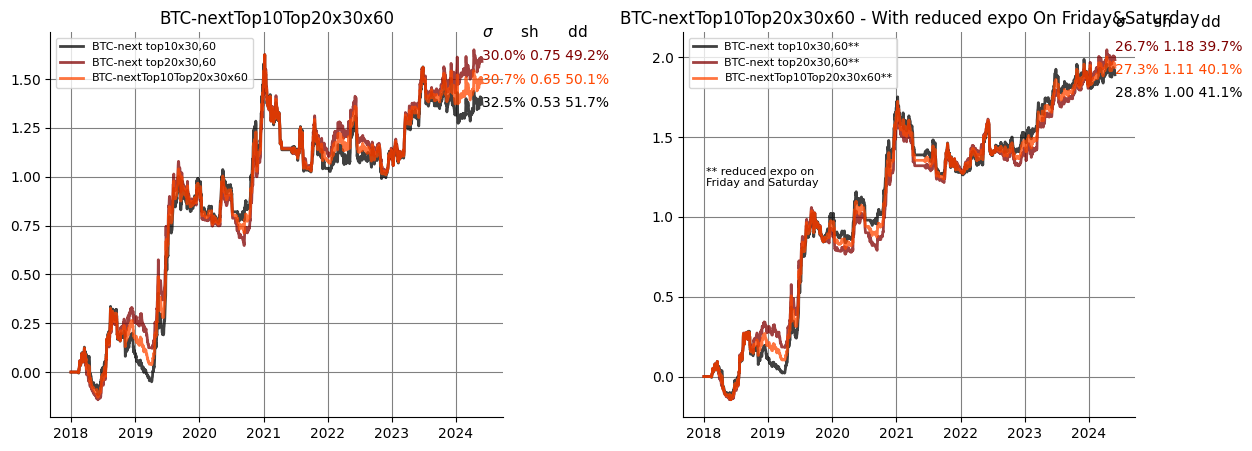 BTC-nextTop10Top20x30x60
σ sh dd
BTC-next top10x30,60
BTC-next top20x30,60
BTC-nextTop10Top20x30x60
30.0% 0.75 49.2%
30.7% 0.65 50.1%
32.5% 0.53 51.7%
1.50
1.25
1.00
0.75
0.50
0.25
0.00
2018 2019 2020 2021 2022 2023 2024
BTC-nextTop10Top20x30x60 - With reduced expo On Friday&Saturday
σ sh dd
BTC-next top10x30,60**
BTC-next top20x30,60**
BTC-nextTop10Top20x30x60**
26.7% 1.18 39.7%
27.3% 1.11 40.1%
28.8% 1.00 41.1%
** reduced expo on
Friday and Saturday
2.0
1.5
1.0
0.5
0.0
2018 2019 2020 2021 2022 2023 2024